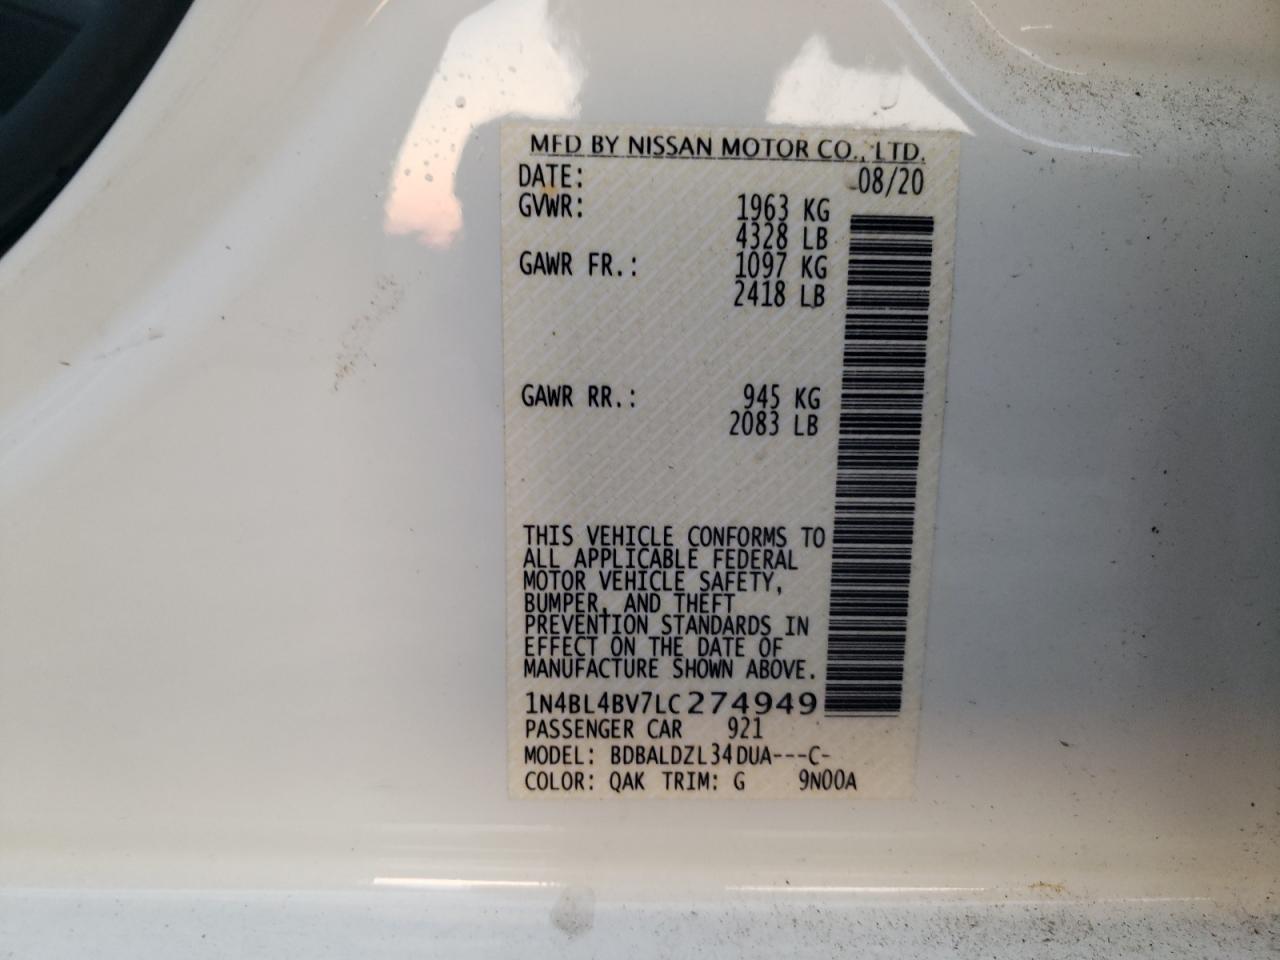 MFD BY NISSAN MOTOR CO., LTD.
DATE: 08/20
GVWR: 1963 KG
4328 LB
GAWR FR.: 1097 KG
2418 LB
GAWR RR.: 945 KG
2083 LB
THIS VEHICLE CONFORMS TO
ALL APPLICABLE FEDERAL
MOTOR VEHICLE SAFETY,
BUMPER, AND THEFT
PREVENTION STANDARDS IN
EFFECT ON THE DATE OF
MANUFACTURE SHOWN ABOVE.
1N4BL4BV7LC274949
PASSENGER CAR 921
MODEL: BDBALDZL34DUA---C-
COLOR: QAK TRIM: G 9N00A